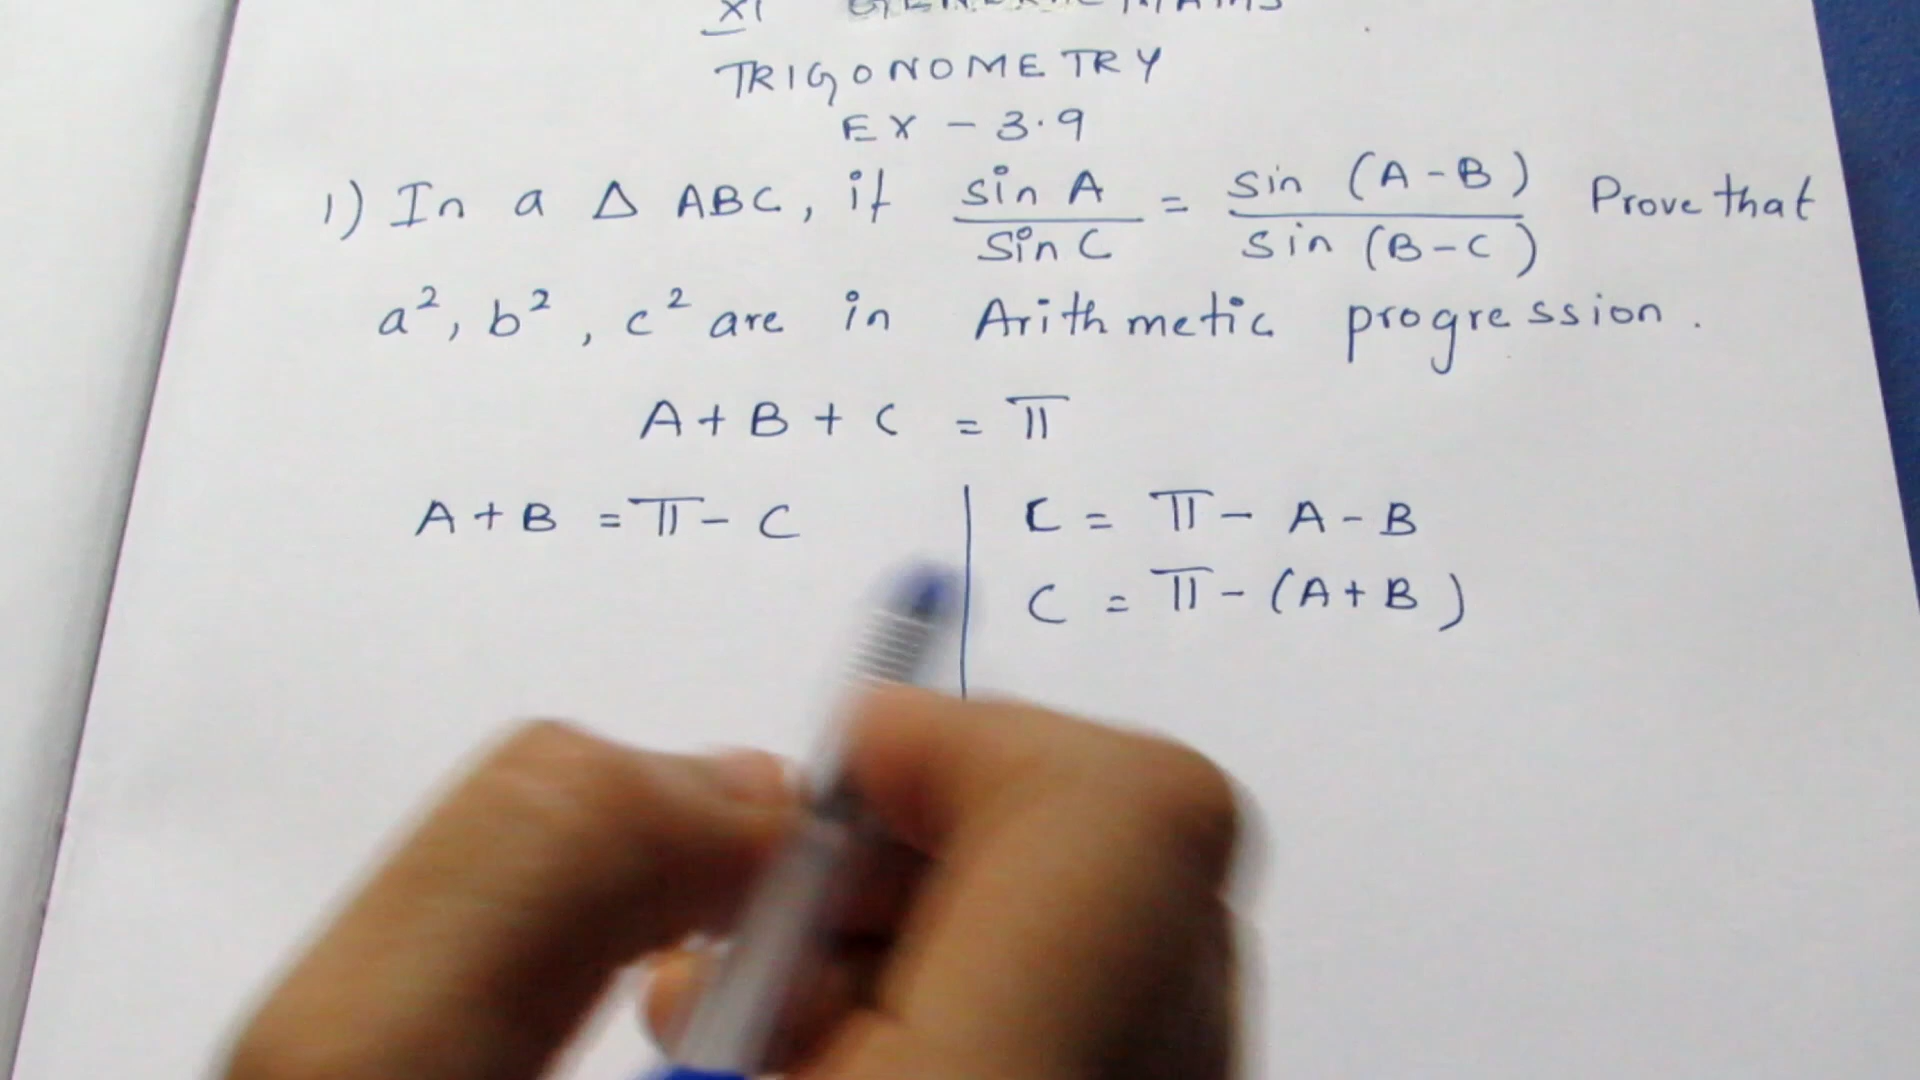 XI
TRIGONOMETRY
EX - 3.9
1) In a Δ ABC, if sin A / sin C = sin (A-B) / sin (B-C) Prove that
a², b², c² are in Arithmetic progression.
A + B + C = π
A + B = π - C
C = π - A - B
C = π - (A + B)